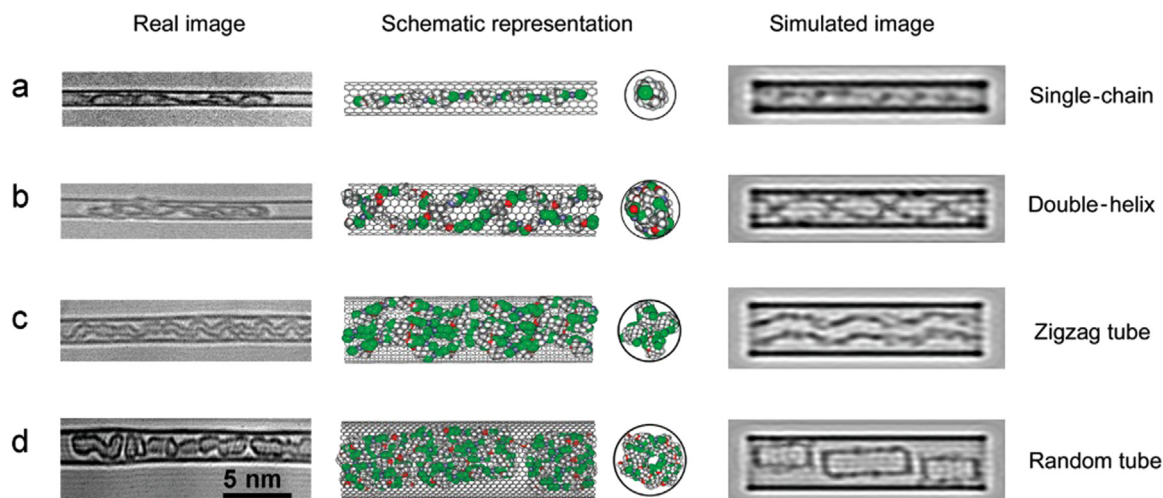 Real image Schematic representation Simulated image
a Single-chain
b Double-helix
c Zigzag tube
d Random tube
5 nm